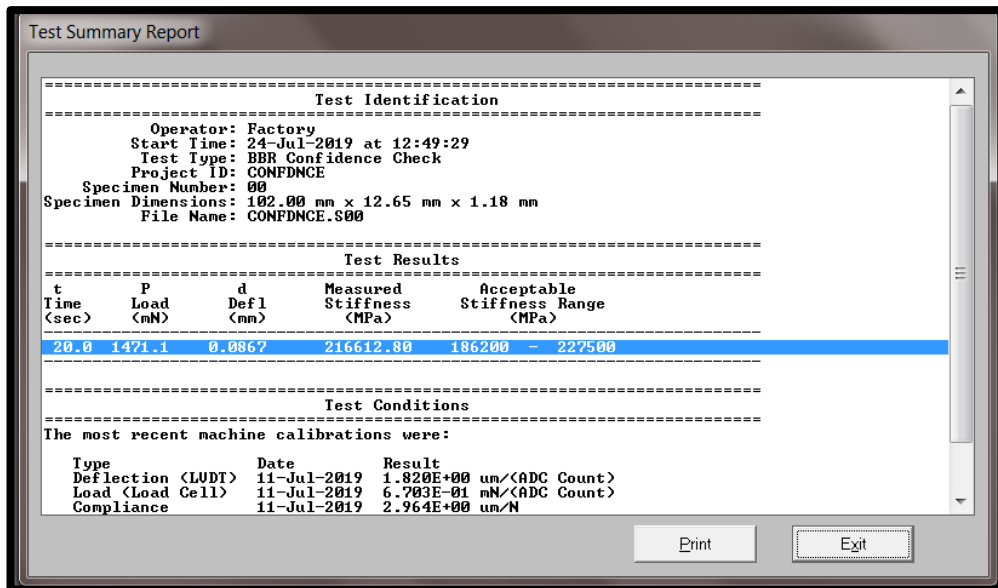 Test Summary Report
=====================================================================
Test Identification
=====================================================================
Operator: Factory
Start Time: 24-Jul-2019 at 12:49:29
Test Type: BBR Confidence Check
Project ID: CONFDNCE
Specimen Number: 00
Specimen Dimensions: 102.00 mm x 12.65 mm x 1.18 mm
File Name: CONFDNCE.S00
=====================================================================
Test Results
=====================================================================
t P d Measured Acceptable
Time Load Defl Stiffness Stiffness Range
(sec) (mN) (mm) (MPa) (MPa)
---------------------------------------------------------------------
20.0 1471.1 0.0867 216612.80 186200 - 227500
---------------------------------------------------------------------
=====================================================================
Test Conditions
=====================================================================
The most recent machine calibrations were:
Type Date Result
Deflection (LVDT) 11-Jul-2019 1.820E+00 um/(ADC Count)
Load (Load Cell) 11-Jul-2019 6.703E-01 mN/(ADC Count)
Compliance 11-Jul-2019 2.964E+00 um/N
Print Exit